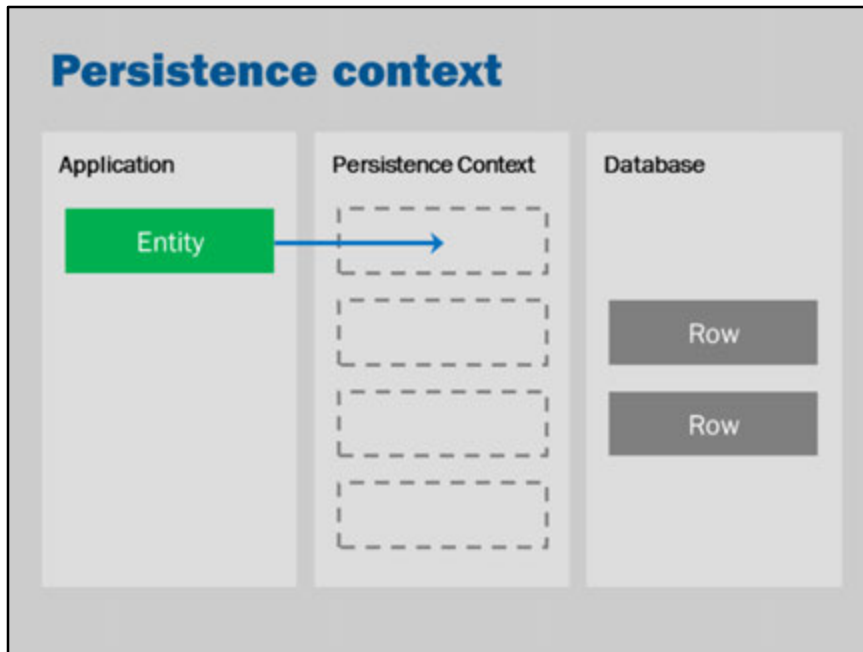 Persistence context
Application
Persistence Context
Database
Entity
Row
Row